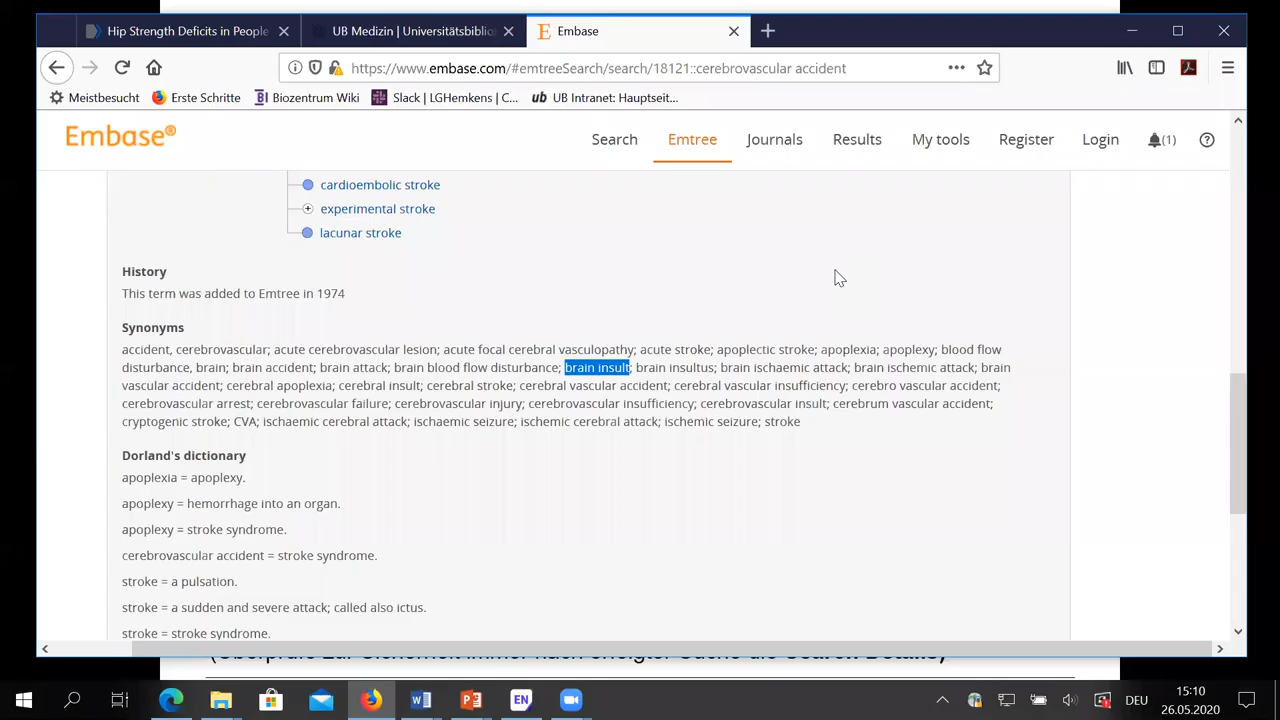 Hip Strength Deficits in People
UB Medizin | Universitätsbiblio
Embase
https://www.embase.com/#emtreeSearch/search/18121::cerebrovascular accident
Meistbesucht Erste Schritte Biozentrum Wiki Slack | LGHemkens | C... UB Intranet: Hauptseit...
Embase®
Search Emtree Journals Results My tools Register Login (1)
cardioembolic stroke
experimental stroke
lacunar stroke
History
This term was added to Emtree in 1974
Synonyms
accident, cerebrovascular; acute cerebrovascular lesion; acute focal cerebral vasculopathy; acute stroke; apoplectic stroke; apoplexia; apoplexy; blood flow
disturbance, brain; brain accident; brain attack; brain blood flow disturbance; brain insult; brain insultus; brain ischaemic attack; brain ischemic attack; brain
vascular accident; cerebral apoplexia; cerebral insult; cerebral stroke; cerebral vascular accident; cerebral vascular insufficiency; cerebro vascular accident;
cerebrovascular arrest; cerebrovascular failure; cerebrovascular injury; cerebrovascular insufficiency; cerebrovascular insult; cerebrum vascular accident;
cryptogenic stroke; CVA; ischaemic cerebral attack; ischaemic seizure; ischemic cerebral attack; ischemic seizure; stroke
Dorland's dictionary
apoplexia = apoplexy.
apoplexy = hemorrhage into an organ.
apoplexy = stroke syndrome.
cerebrovascular accident = stroke syndrome.
stroke = a pulsation.
stroke = a sudden and severe attack; called also ictus.
stroke = stroke syndrome.
DEU
15:10
26.05.2020